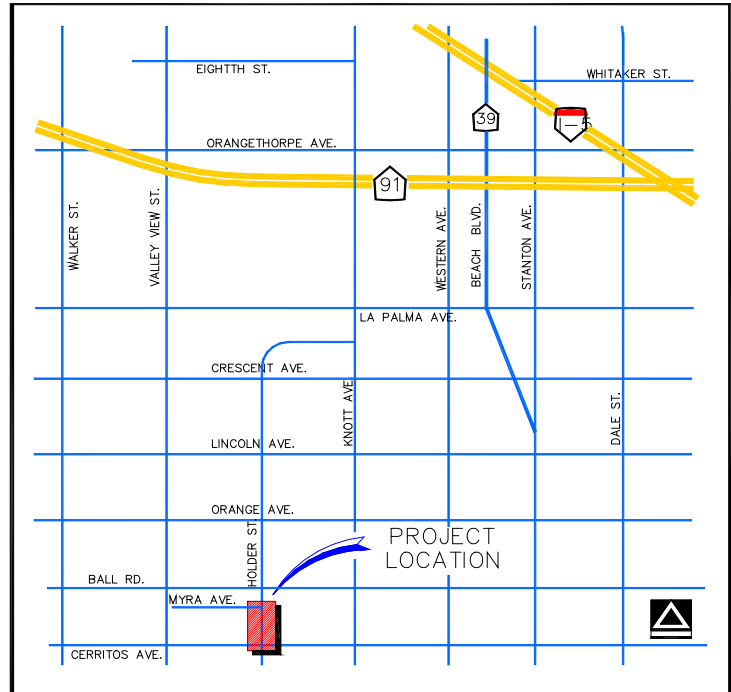 EIGHTTH ST.
WHITAKER ST.
39
I-5
ORANGETHORPE AVE.
91
WALKER ST.
VALLEY VIEW ST.
WESTERN AVE.
BEACH BLVD.
STANTON AVE.
LA PALMA AVE.
CRESCENT AVE.
KNOTT AVE
DALE ST.
LINCOLN AVE.
ORANGE AVE.
HOLDER ST.
PROJECT
LOCATION
BALL RD.
MYRA AVE.
CERRITOS AVE.